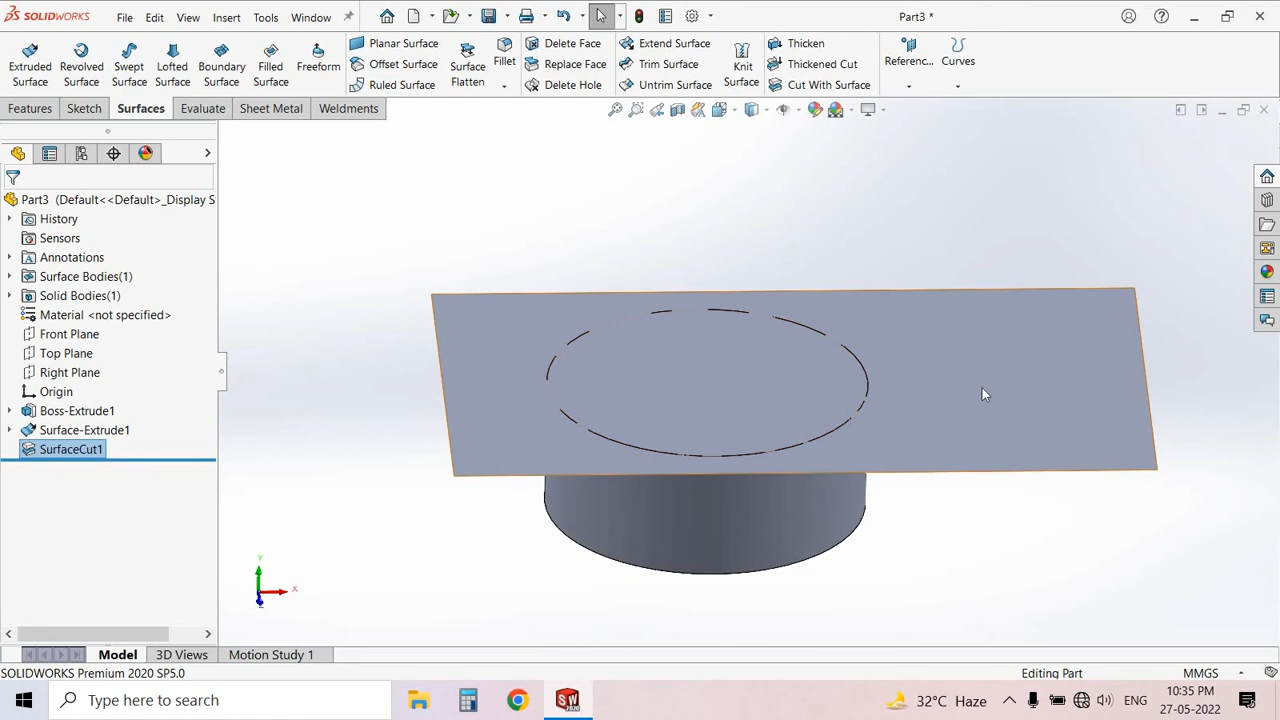 SOLIDWORKS File Edit View Insert Tools Window Part3 *
Extruded Surface
Revolved Surface
Swept Surface
Lofted Surface
Boundary Surface
Filled Surface
Freeform
Planar Surface
Offset Surface
Ruled Surface
Surface Flatten
Fillet
Delete Face
Replace Face
Delete Hole
Extend Surface
Trim Surface
Untrim Surface
Knit Surface
Thicken
Thickened Cut
Cut With Surface
Referenc...
Curves
Features Sketch Surfaces Evaluate Sheet Metal Weldments
Part3 (Default<<Default>_Display S
History
Sensors
Annotations
Surface Bodies(1)
Solid Bodies(1)
Material <not specified>
Front Plane
Top Plane
Right Plane
Origin
Boss-Extrude1
Surface-Extrude1
SurfaceCut1
Y
X
Z
Model 3D Views Motion Study 1
SOLIDWORKS Premium 2020 SP5.0 Editing Part MMGS
Type here to search
SW
2020
32°C Haze
ENG
10:35 PM
27-05-2022